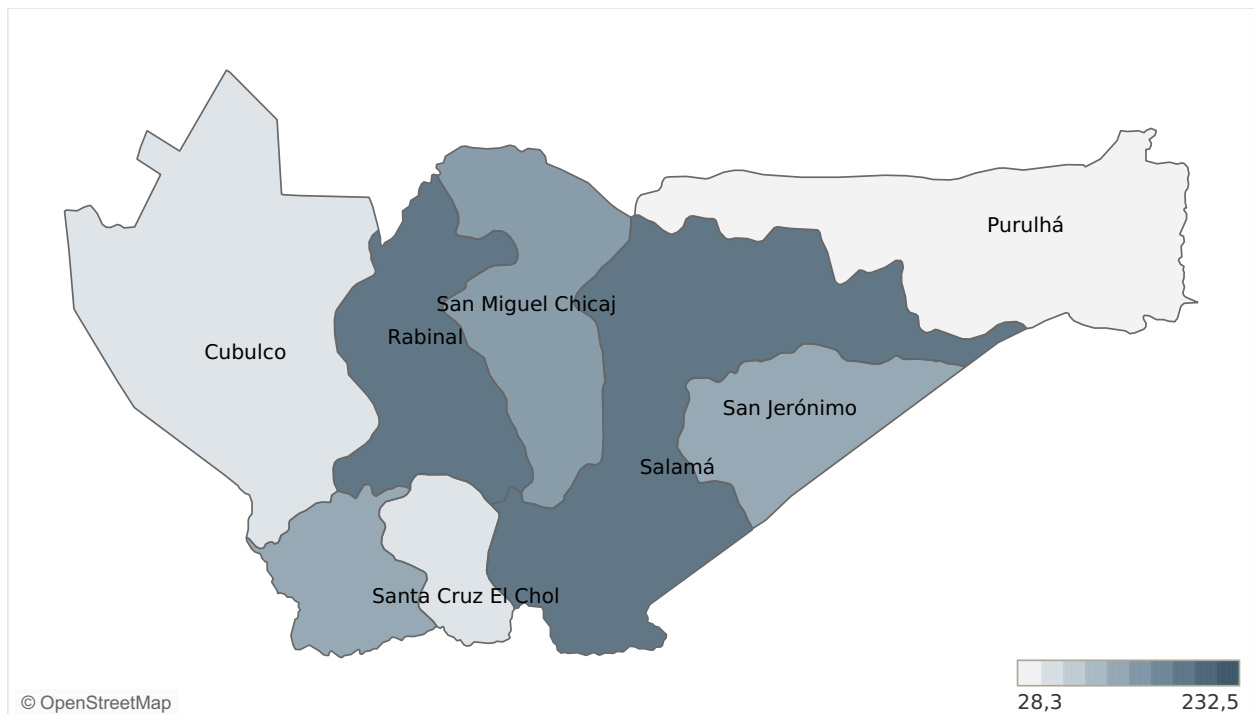 Purulhá
San Miguel Chicaj
Rabinal
Cubulco
San Jerónimo
Salamá
Santa Cruz El Chol
28,3 232,5
© OpenStreetMap